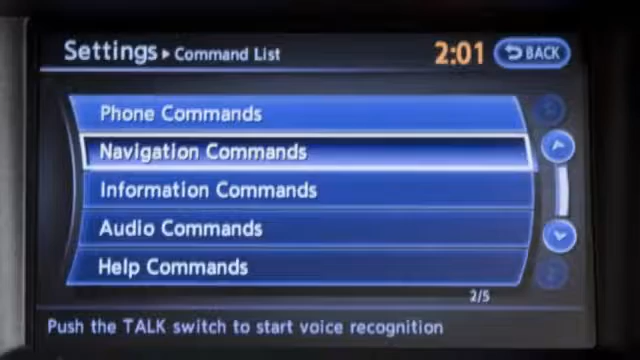 Settings ▸ Command List 2:01 BACK
Phone Commands
Navigation Commands
Information Commands
Audio Commands
Help Commands
2/5
Push the TALK switch to start voice recognition